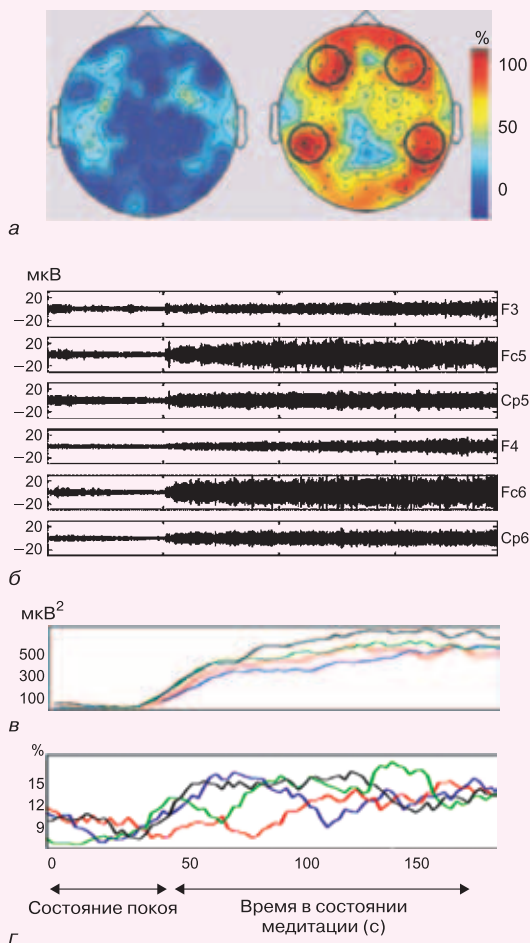 %
100
50
0
а
мкВ
20
−20
F3
20
−20
Fc5
20
−20
Cp5
20
−20
F4
20
−20
Fc6
20
−20
Cp6
б
мкВ²
500
300
100
в
%
15
12
9
0 50 100 150
Состояние покоя Время в состоянии
медитации (с)
г